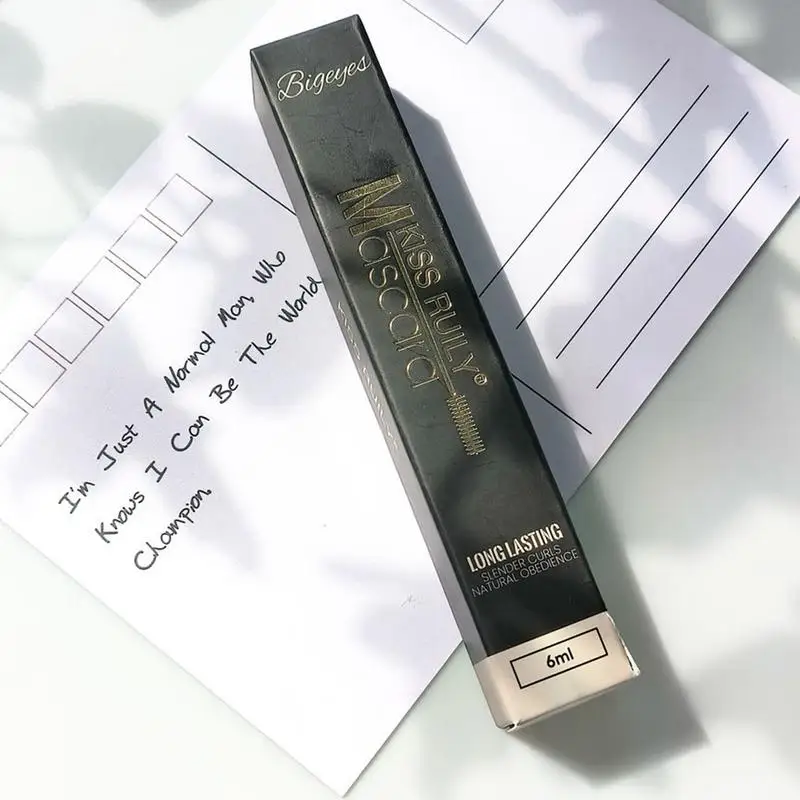 Bigeyes
Mascara
KISS RUILY®
LONG LASTING
SLENDER CURLS
NATURAL OBEDIENCE
6ml
I'm Just A Normal Man, Who
Knows I Can Be The World
Champion.